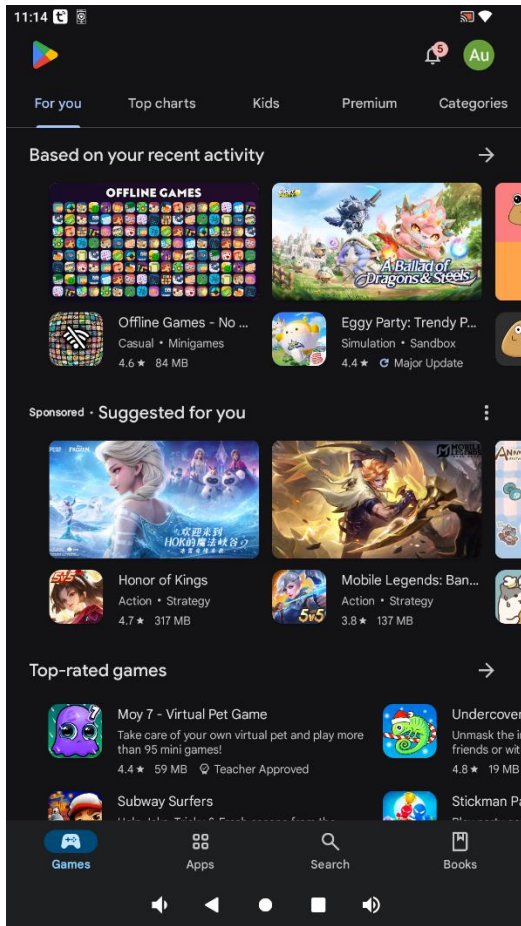 11:14
5
Au
For you Top charts Kids Premium Categories
Based on your recent activity
OFFLINE GAMES
A Ballad of
Dragons & Steels
Offline Games - No ...
Casual • Minigames
4.6★ 84 MB
Eggy Party: Trendy P...
Simulation • Sandbox
4.4★ Major Update
Sponsored · Suggested for you
FROZEN
欢迎来到
HOK的魔法峡谷
MOBILE
LEGENDS
Honor of Kings
Action • Strategy
4.7★ 317 MB
5v5
Mobile Legends: Ban...
Action • Strategy
3.8★ 137 MB
Top-rated games
7
Moy 7 - Virtual Pet Game
Take care of your own virtual pet and play more
than 95 mini games!
4.4★ 59 MB Teacher Approved
Undercover
Unmask the i
friends or wit
4.8★ 19 MB
Subway Surfers
Stickman Pa
Games Apps Search Books